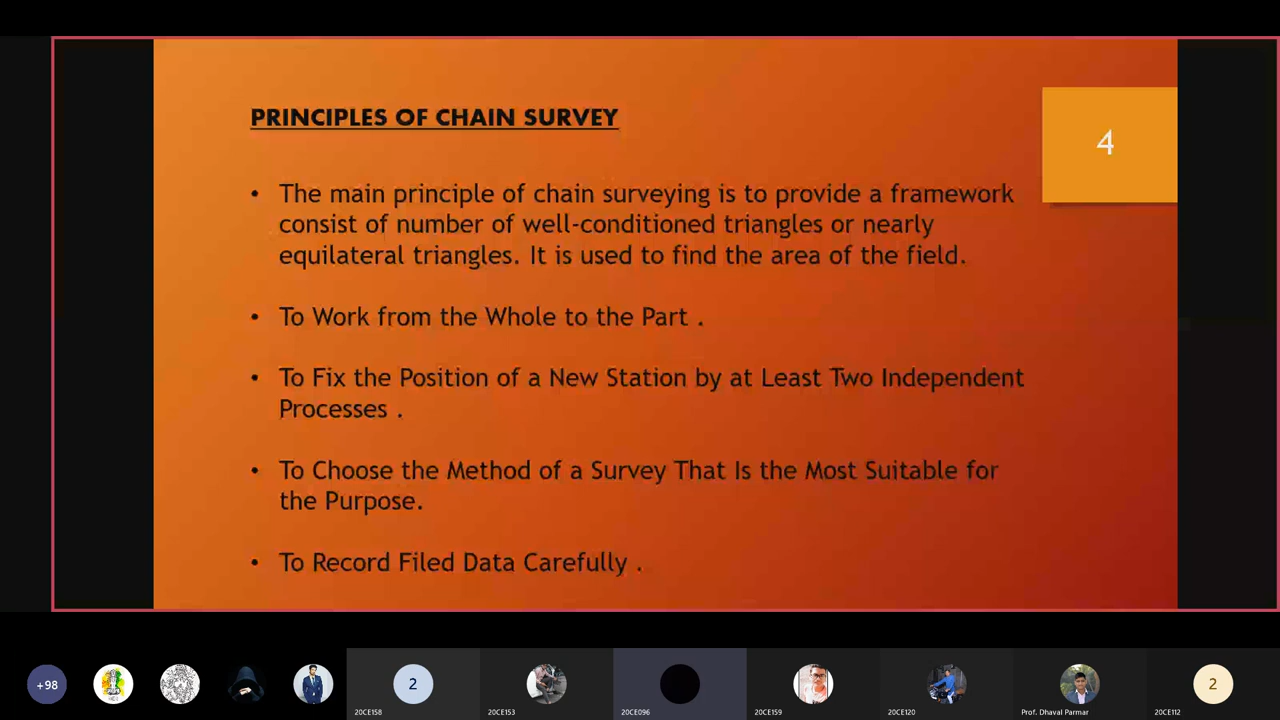 PRINCIPLES OF CHAIN SURVEY
4
• The main principle of chain surveying is to provide a framework
consist of number of well-conditioned triangles or nearly
equilateral triangles. It is used to find the area of the field.
• To Work from the Whole to the Part .
• To Fix the Position of a New Station by at Least Two Independent
Processes .
• To Choose the Method of a Survey That Is the Most Suitable for
the Purpose.
• To Record Filed Data Carefully .
+98
2
2
20CE158
20CE153
20CE096
20CE159
20CE120
Prof. Dhaval Parmar
20CE112